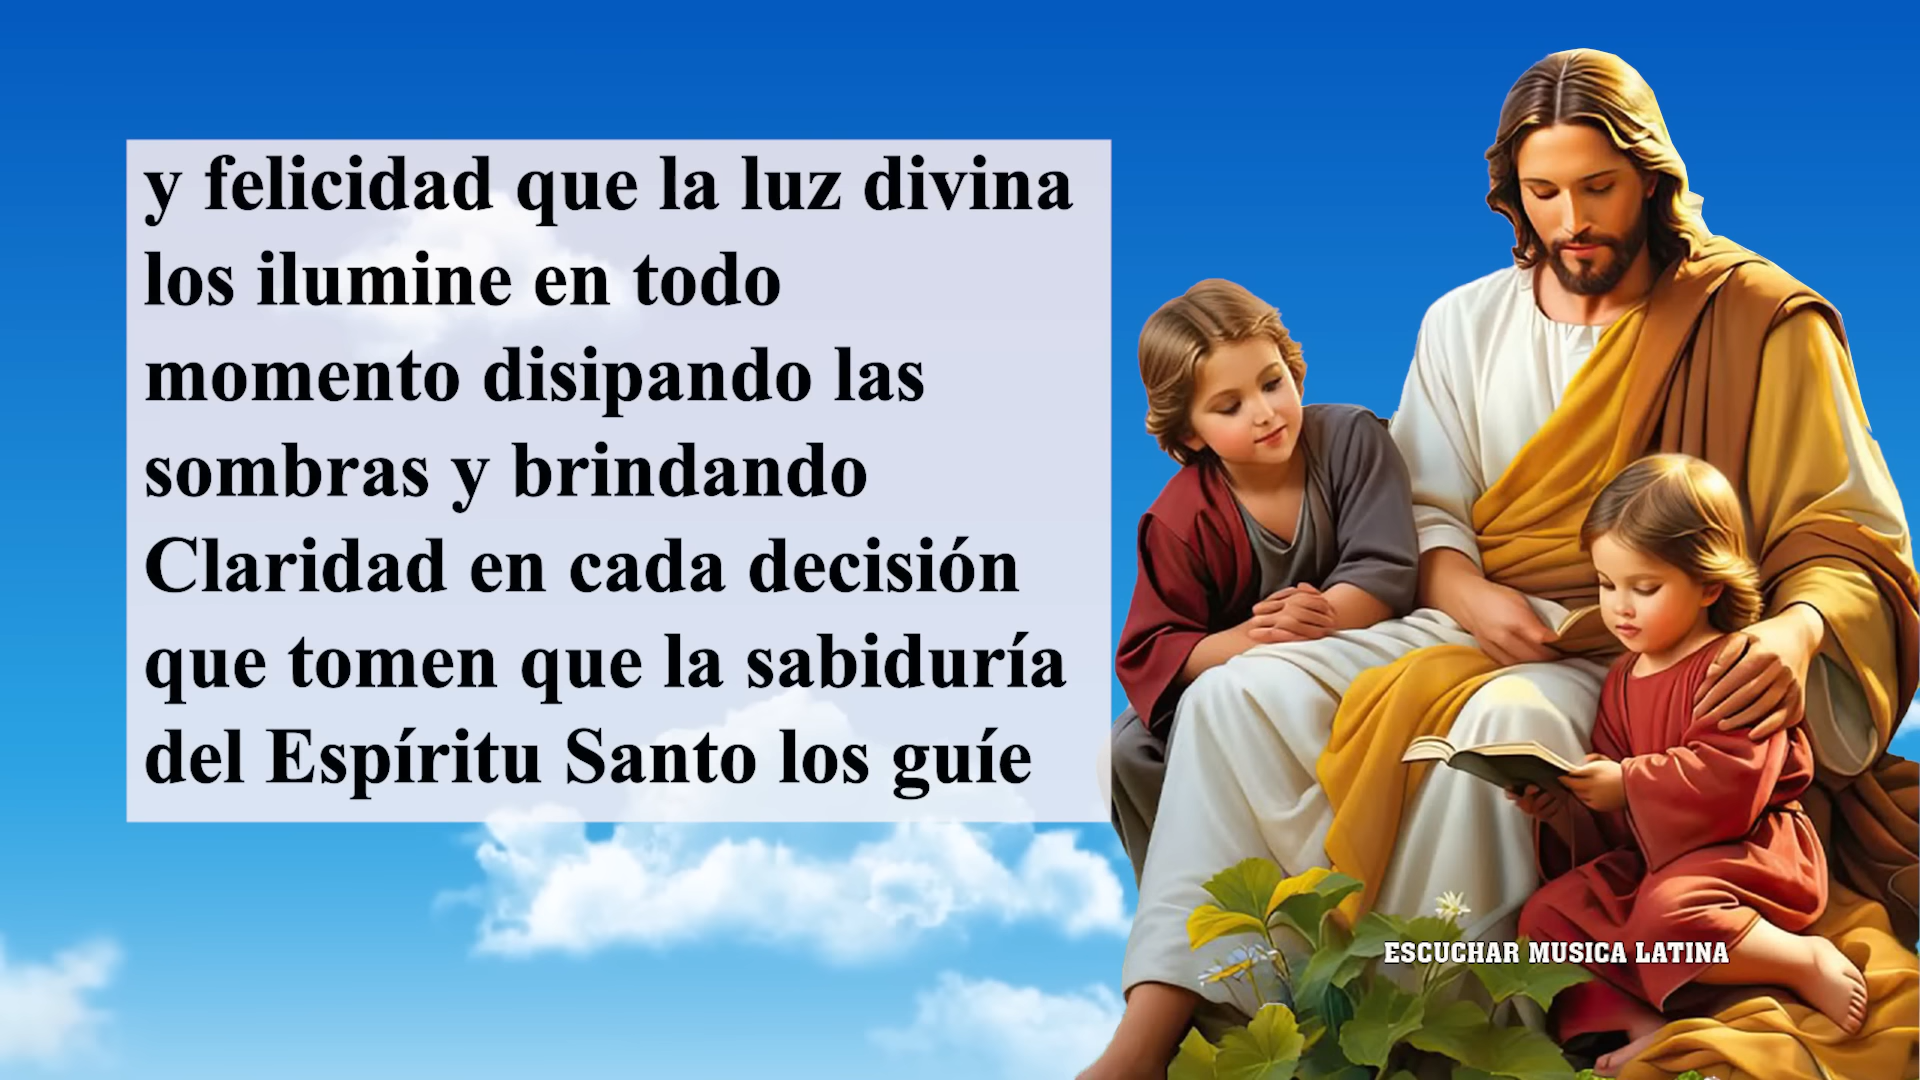 y felicidad que la luz divina
los ilumine en todo
momento disipando las
sombras y brindando
Claridad en cada decisión
que tomen que la sabiduría
del Espíritu Santo los guíe
ESCUCHAR MUSICA LATINA